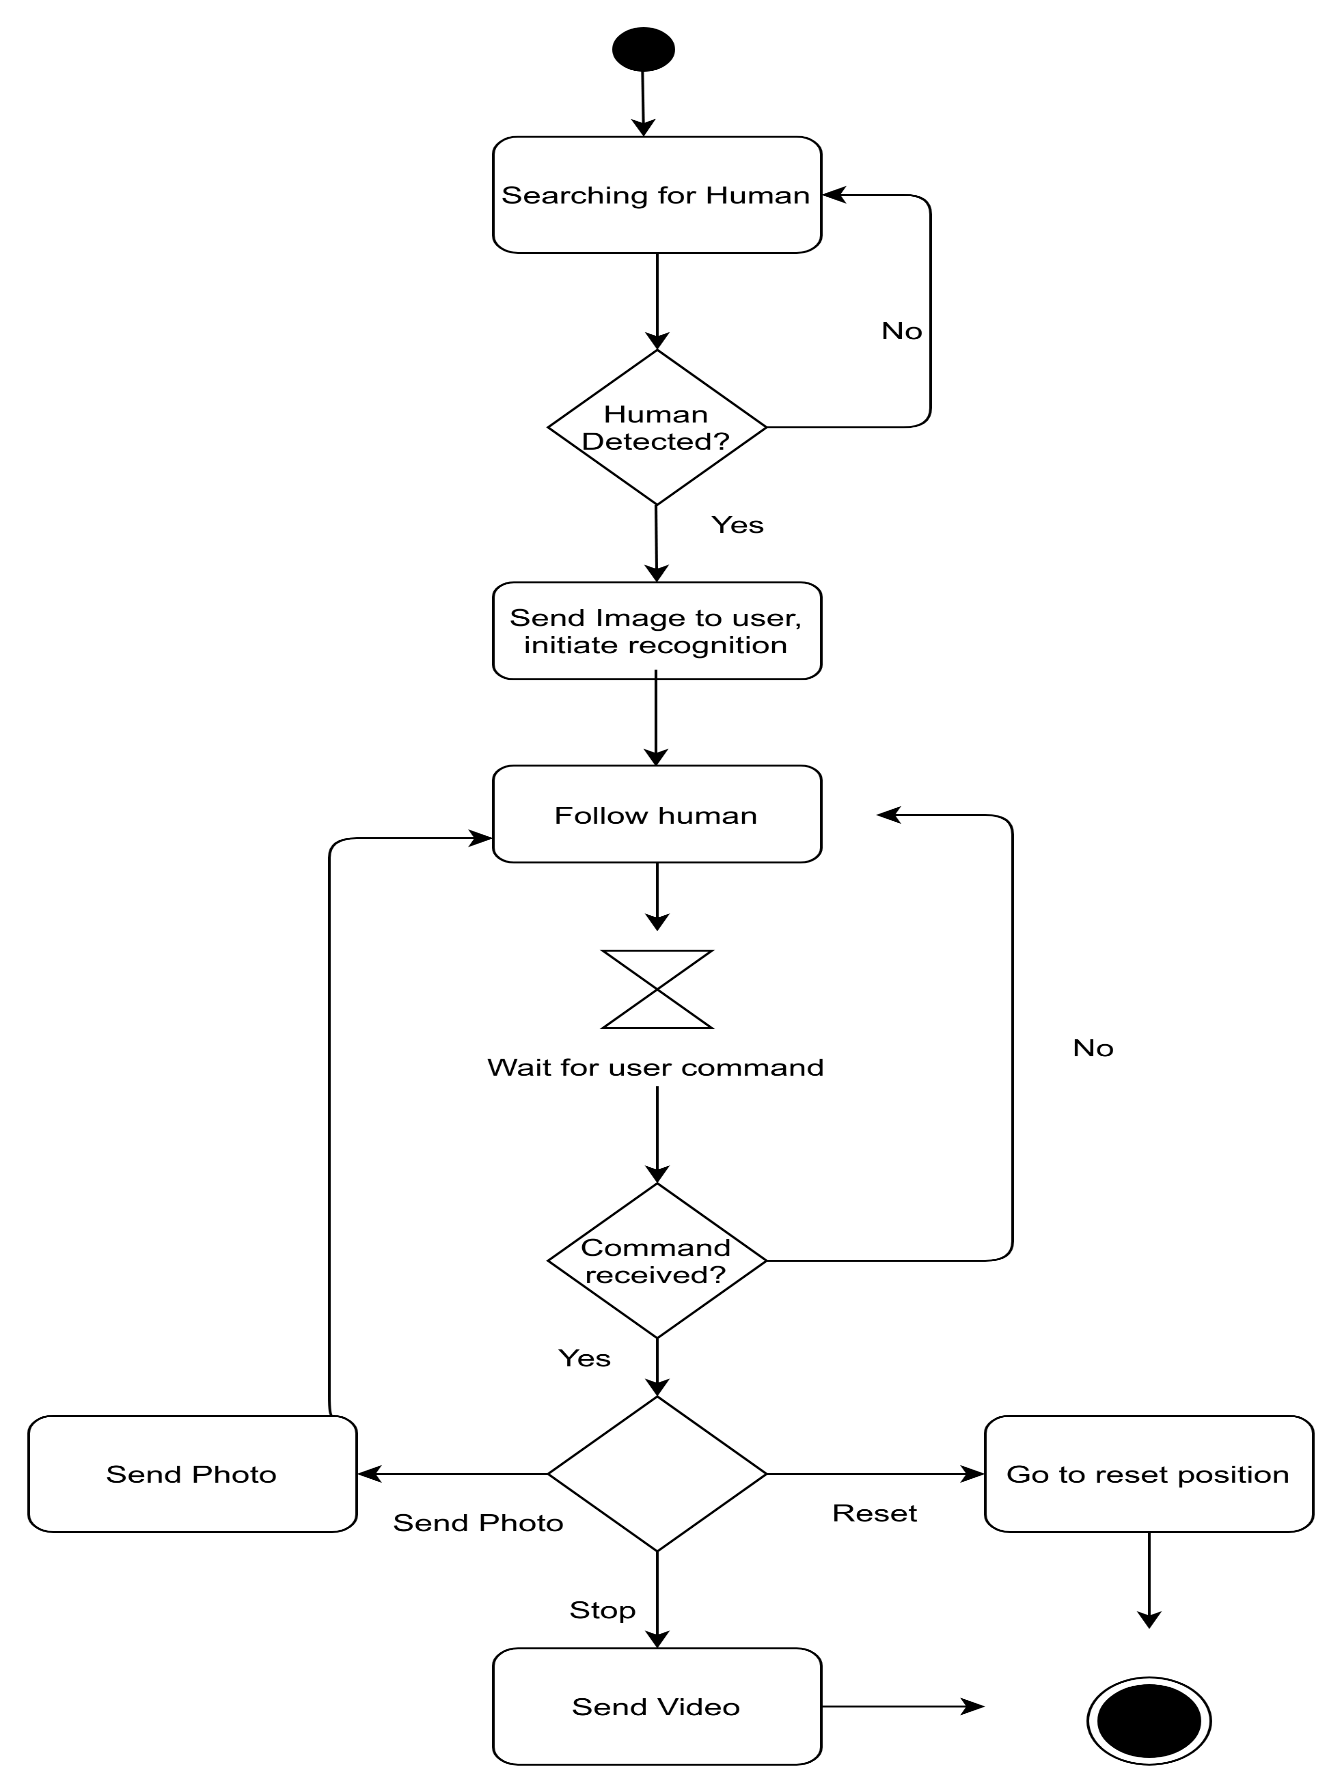 Searching for Human
No
Human
Detected?
Yes
Send Image to user,
initiate recognition
Follow human
Wait for user command
No
Command
received?
Yes
Send Photo
Send Photo
Reset
Go to reset position
Stop
Send Video